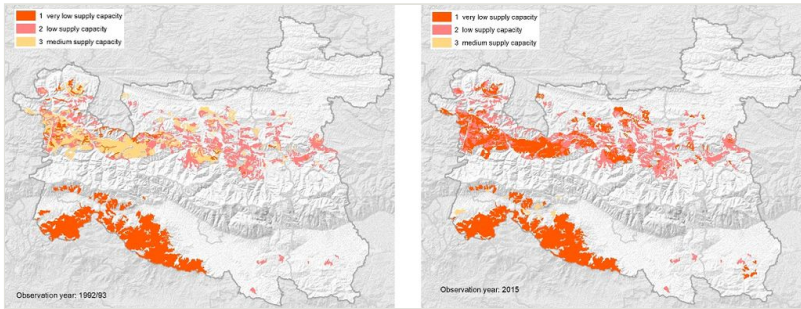 1 very low supply capacity
2 low supply capacity
3 medium supply capacity
Observation year: 1992/93
1 very low supply capacity
2 low supply capacity
3 medium supply capacity
Observation year: 2015